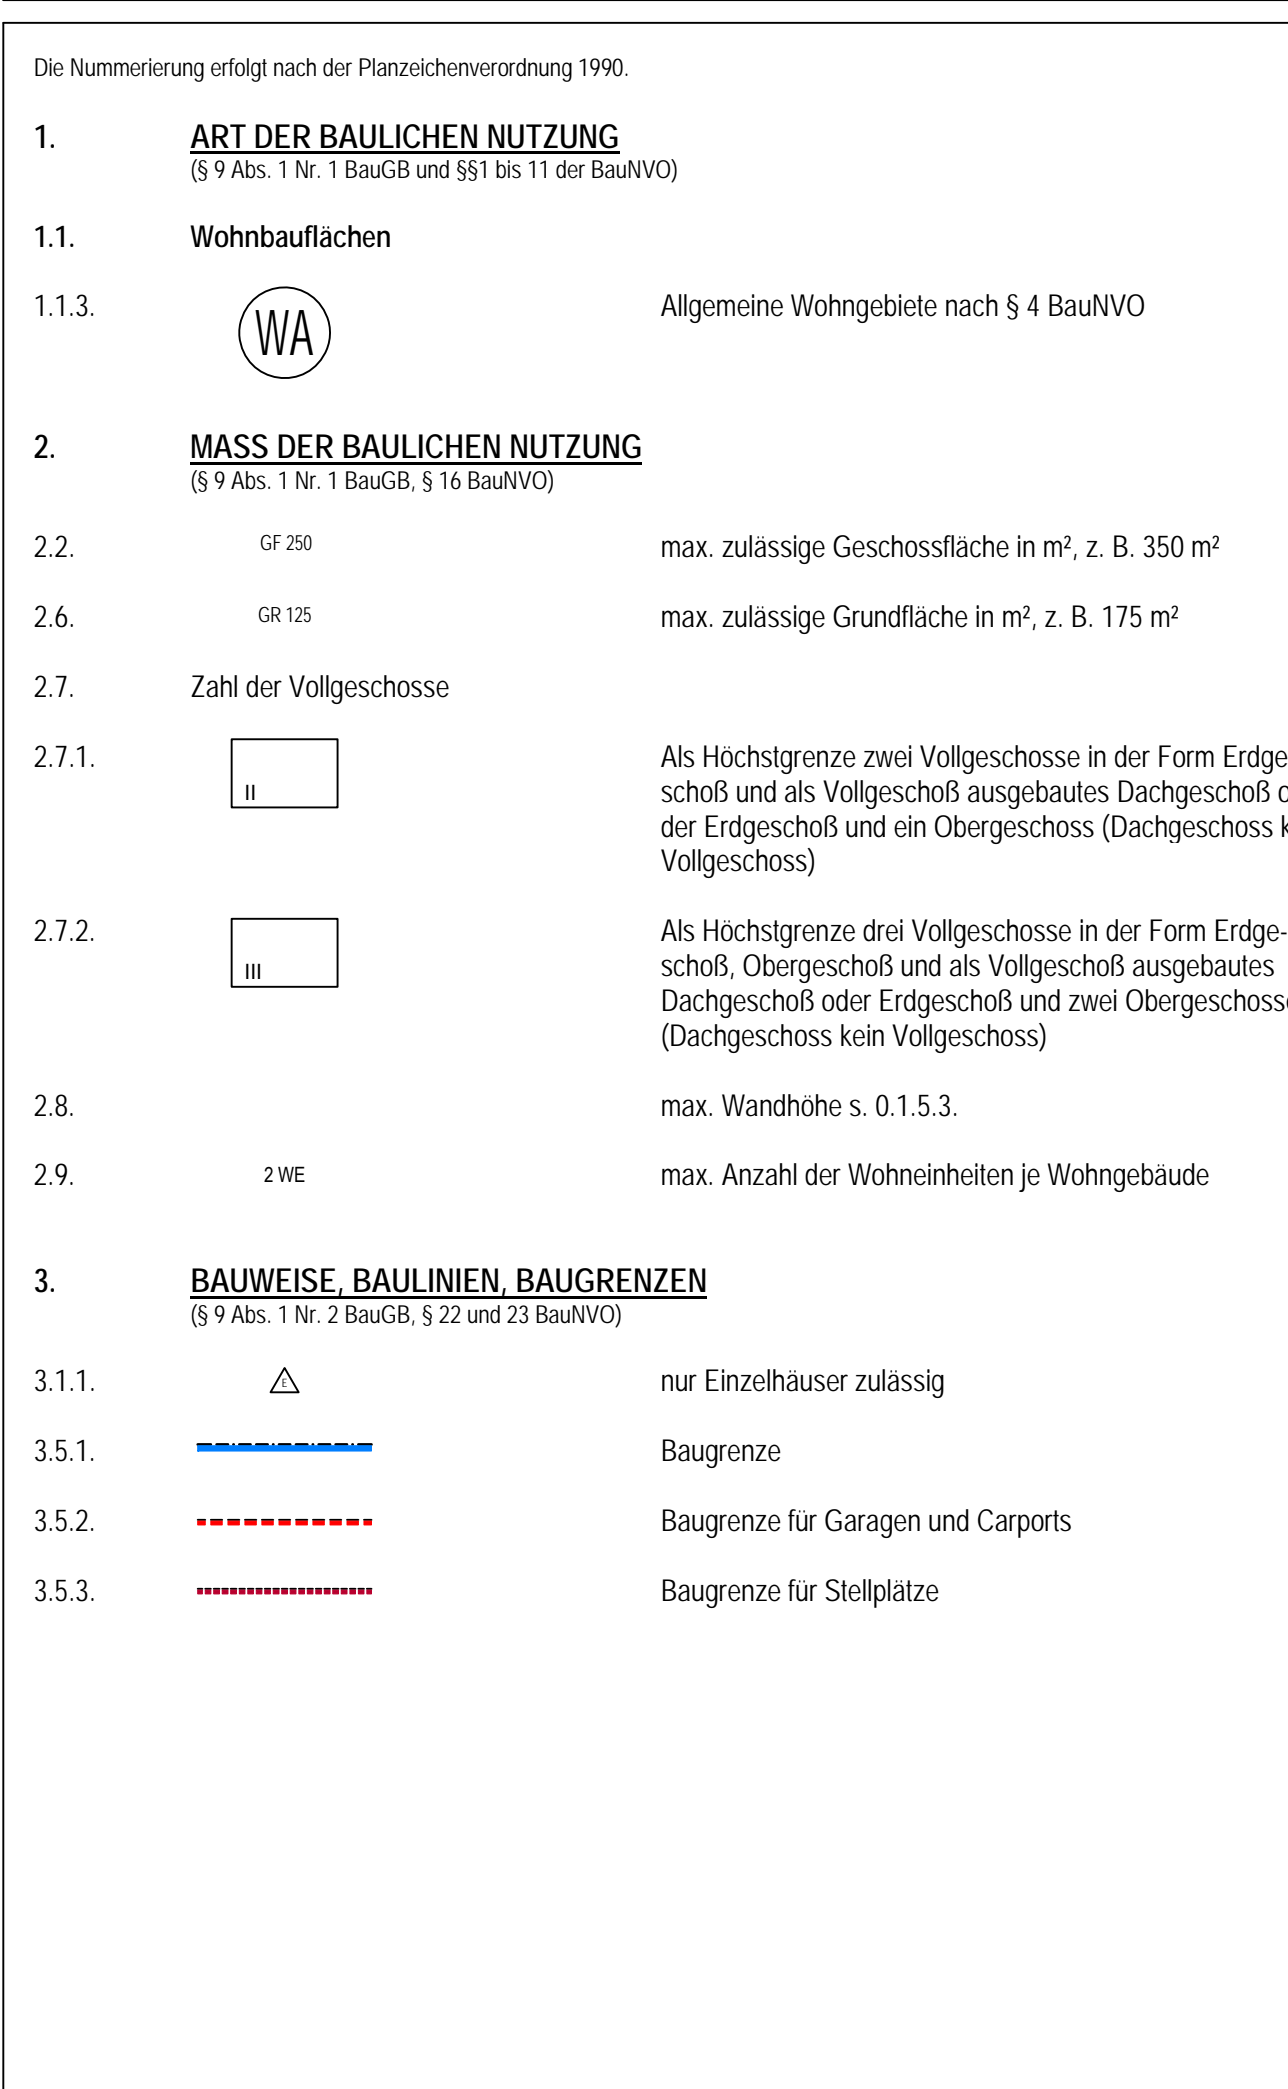 Die Nummerierung erfolgt nach der Planzeichenverordnung 1990.
1. ART DER BAULICHEN NUTZUNG
(§ 9 Abs. 1 Nr. 1 BauGB und §§1 bis 11 der BauNVO)
1.1. Wohnbauflächen
1.1.3. WA Allgemeine Wohngebiete nach § 4 BauNVO
2. MASS DER BAULICHEN NUTZUNG
(§ 9 Abs. 1 Nr. 1 BauGB, § 16 BauNVO)
2.2. GF 250 max. zulässige Geschossfläche in m², z. B. 350 m²
2.6. GR 125 max. zulässige Grundfläche in m², z. B. 175 m²
2.7. Zahl der Vollgeschosse
2.7.1. II Als Höchstgrenze zwei Vollgeschosse in der Form Erdge
schoß und als Vollgeschoß ausgebautes Dachgeschoß
der Erdgeschoß und ein Obergeschoss (Dachgeschoss
Vollgeschoss)
2.7.2. III Als Höchstgrenze drei Vollgeschosse in der Form Erdge-
schoß, Obergeschoß und als Vollgeschoß ausgebautes
Dachgeschoß oder Erdgeschoß und zwei Obergeschosse
(Dachgeschoss kein Vollgeschoss)
2.8. max. Wandhöhe s. 0.1.5.3.
2.9. 2 WE max. Anzahl der Wohneinheiten je Wohngebäude
3. BAUWEISE, BAULINIEN, BAUGRENZEN
(§ 9 Abs. 1 Nr. 2 BauGB, § 22 und 23 BauNVO)
3.1.1. E nur Einzelhäuser zulässig
3.5.1. Baugrenze
3.5.2. Baugrenze für Garagen und Carports
3.5.3. Baugrenze für Stellplätze